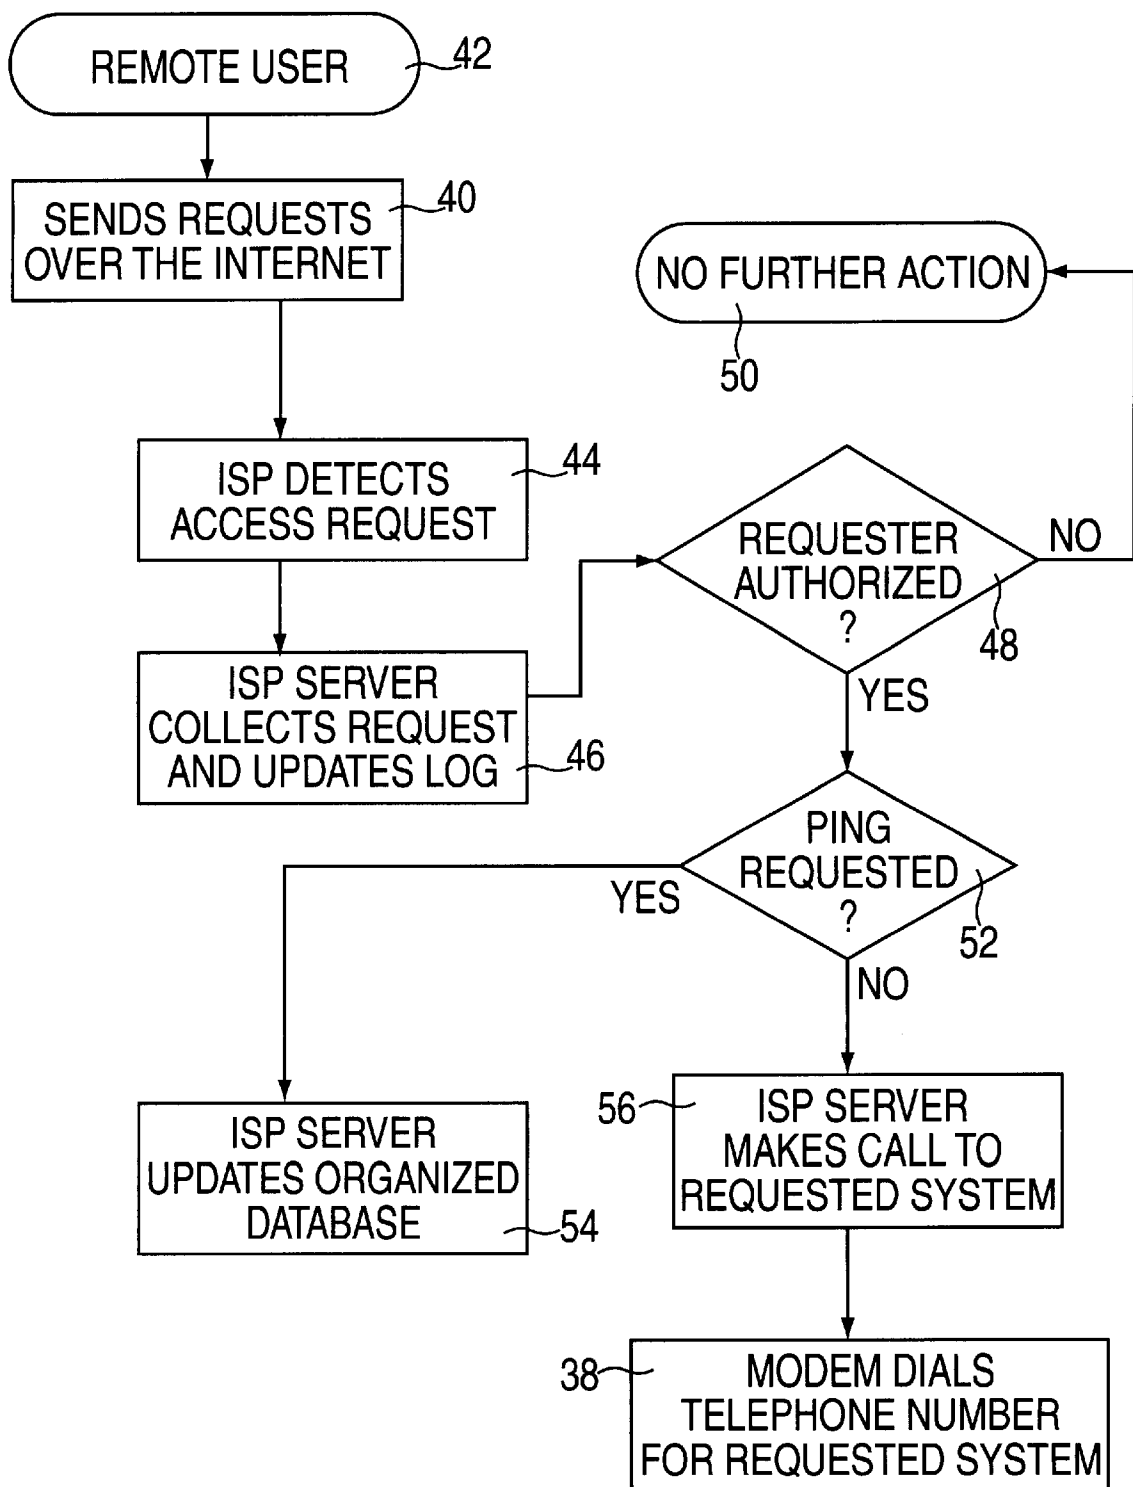 REMOTE USER
42
SENDS REQUESTS
OVER THE INTERNET
40
NO FURTHER ACTION
50
ISP DETECTS
ACCESS REQUEST
44
REQUESTER
AUTHORIZED
?
48
NO
YES
ISP SERVER
COLLECTS REQUEST
AND UPDATES LOG
46
PING
REQUESTED
?
52
YES
NO
ISP SERVER
UPDATES ORGANIZED
DATABASE
54
56
ISP SERVER
MAKES CALL TO
REQUESTED SYSTEM
38
MODEM DIALS
TELEPHONE NUMBER
FOR REQUESTED SYSTEM